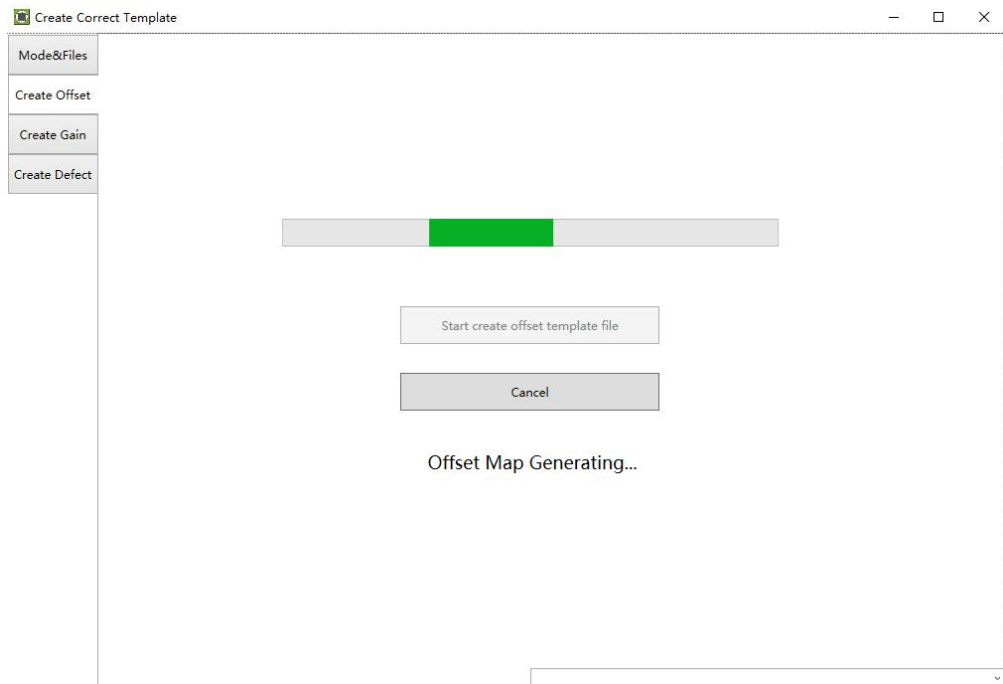 Create Correct Template
Mode&Files
Create Offset
Create Gain
Create Defect
Start create offset template file
Cancel
Offset Map Generating...